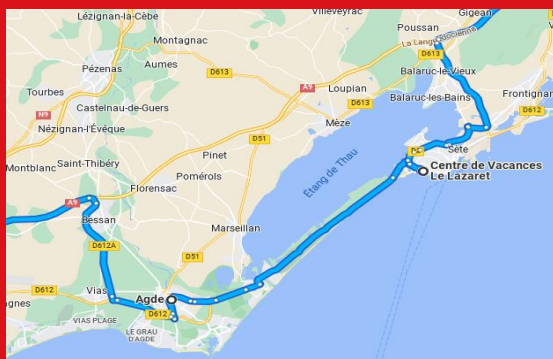 Lézignan-la-Cèbe
Villeveyrac
Gigean
Poussan
La Languedocienne
Montagnac
D613
Balaruc-le-Vieux
Aumes
Pézenas
D613
A9
Loupian
Balaruc-les-Bains
Frontignan
Tourbes
D613
Castelnau-de-Guers
D612
N9
Mèze
Nézignan-l'Évêque
D51
Sète
Pinet
Centre de Vacances
Le Lazaret
Montblanc
Saint-Thibéry
Étang de Thau
Florensac
Pomérols
A9
Bessan
Marseillan
D612A
D51
D612
Vias
Agde
D612
VIAS PLAGE
LE GRAU
D'AGDE